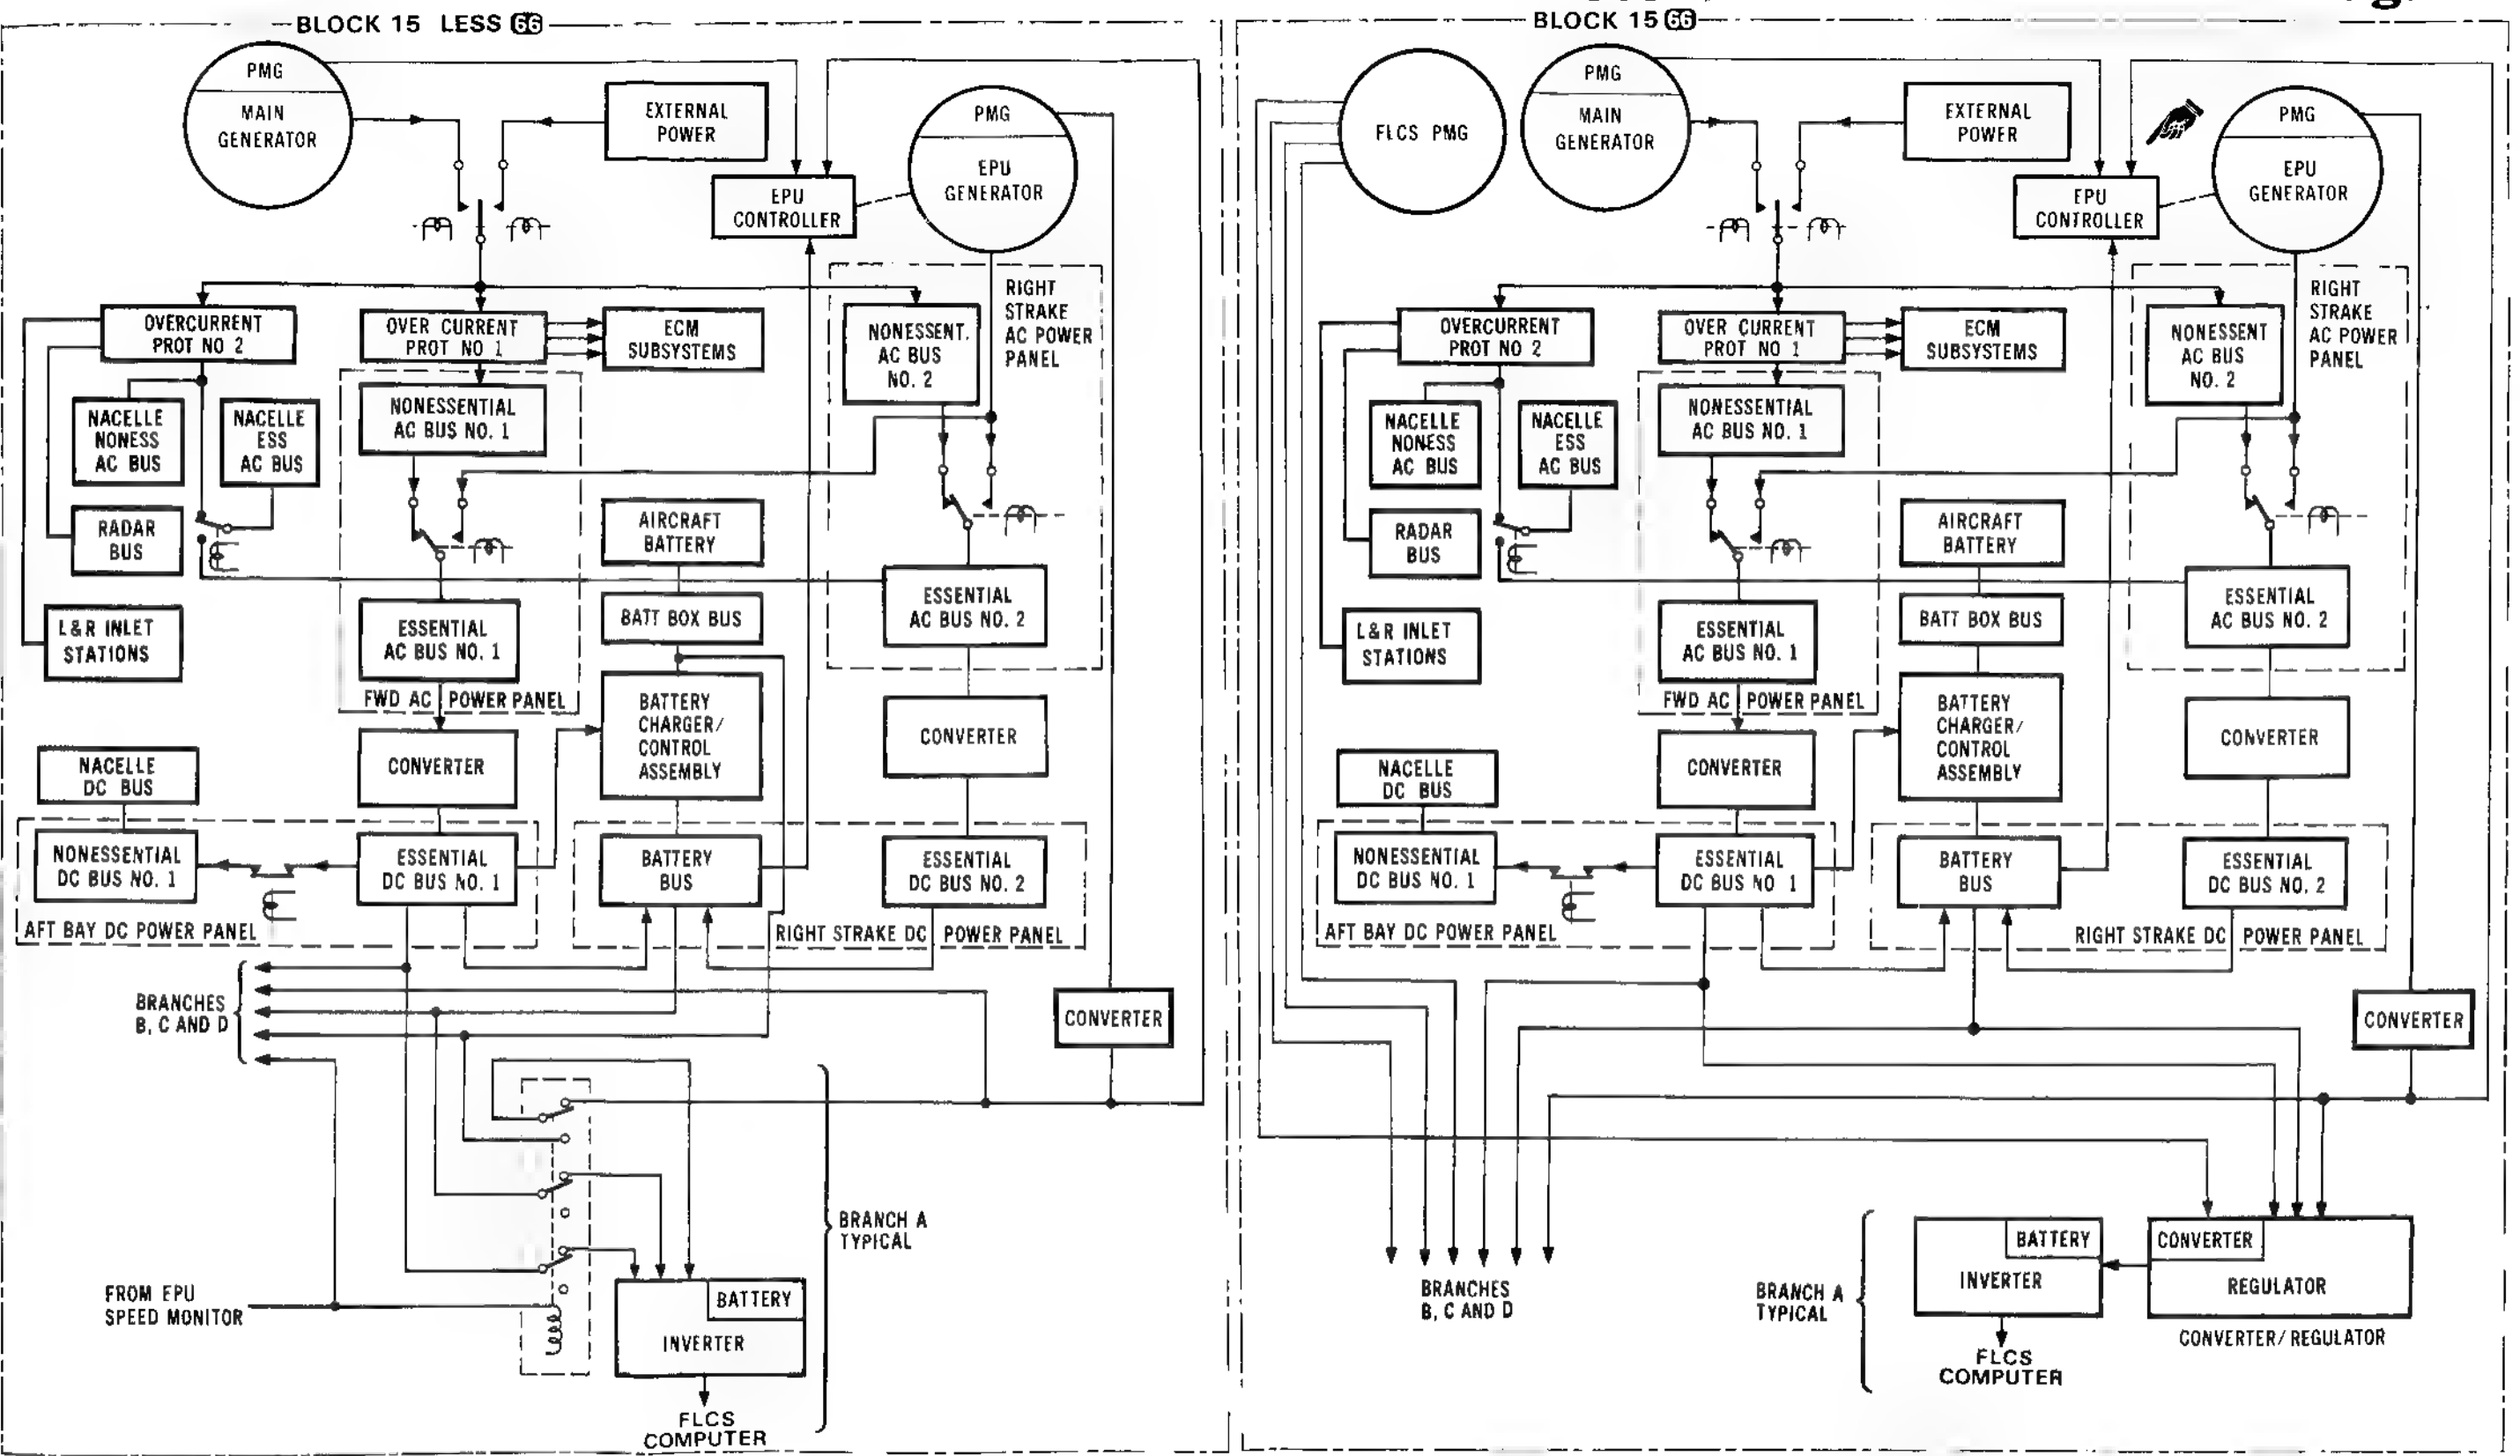 BLOCK 15 LESS 66
PMG
MAIN
GENERATOR
EXTERNAL
POWER
PMG
EPU
GENERATOR
EPU
CONTROLLER
RIGHT
STRAKE
AC POWER
PANEL
OVERCURRENT
PROT NO 2
OVER CURRENT
PROT NO 1
ECM
SUBSYSTEMS
NONESSENT.
AC BUS
NO. 2
NACELLE
NONESS
AC BUS
NACELLE
ESS
AC BUS
NONESSENTIAL
AC BUS NO. 1
RADAR
BUS
AIRCRAFT
BATTERY
L&R INLET
STATIONS
ESSENTIAL
AC BUS NO. 1
BATT BOX BUS
ESSENTIAL
AC BUS NO. 2
FWD AC POWER PANEL
BATTERY
CHARGER/
CONTROL
ASSEMBLY
CONVERTER
CONVERTER
NACELLE
DC BUS
NONESSENTIAL
DC BUS NO. 1
ESSENTIAL
DC BUS NO. 1
BATTERY
BUS
ESSENTIAL
DC BUS NO. 2
AFT BAY DC POWER PANEL
RIGHT STRAKE DC POWER PANEL
BRANCHES
B, C AND D
CONVERTER
BRANCH A
TYPICAL
FROM EPU
SPEED MONITOR
BATTERY
INVERTER
FLCS
COMPUTER
BLOCK 15 66
FLCS PMG
PMG
MAIN
GENERATOR
EXTERNAL
POWER
PMG
EPU
GENERATOR
EPU
CONTROLLER
RIGHT
STRAKE
AC POWER
PANEL
OVERCURRENT
PROT NO 2
OVER CURRENT
PROT NO 1
ECM
SUBSYSTEMS
NONESSENT
AC BUS
NO. 2
NACELLE
NONESS
AC BUS
NACELLE
ESS
AC BUS
NONESSENTIAL
AC BUS NO. 1
RADAR
BUS
AIRCRAFT
BATTERY
L&R INLET
STATIONS
ESSENTIAL
AC BUS NO. 1
BATT BOX BUS
ESSENTIAL
AC BUS NO. 2
FWD AC POWER PANEL
BATTERY
CHARGER/
CONTROL
ASSEMBLY
CONVERTER
CONVERTER
NACELLE
DC BUS
NONESSENTIAL
DC BUS NO. 1
ESSENTIAL
DC BUS NO 1
BATTERY
BUS
ESSENTIAL
DC BUS NO. 2
AFT BAY DC POWER PANEL
RIGHT STRAKE DC POWER PANEL
CONVERTER
BRANCHES
B, C AND D
BRANCH A
TYPICAL
BATTERY
INVERTER
CONVERTER
REGULATOR
CONVERTER/REGULATOR
FLCS
COMPUTER